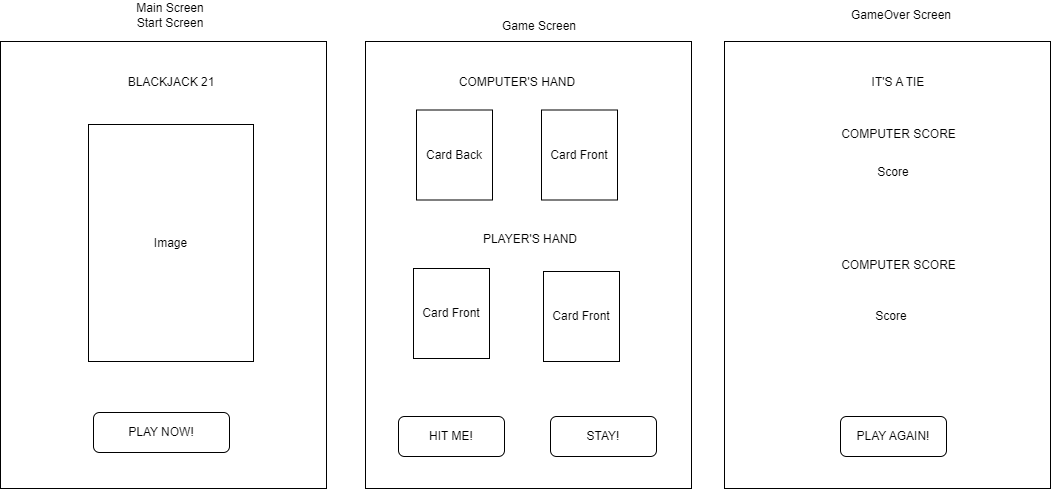 Main Screen
Start Screen
BLACKJACK 21
Image
PLAY NOW!
Game Screen
COMPUTER'S HAND
Card Back
Card Front
PLAYER'S HAND
Card Front
Card Front
HIT ME!
STAY!
GameOver Screen
IT'S A TIE
COMPUTER SCORE
Score
COMPUTER SCORE
Score
PLAY AGAIN!